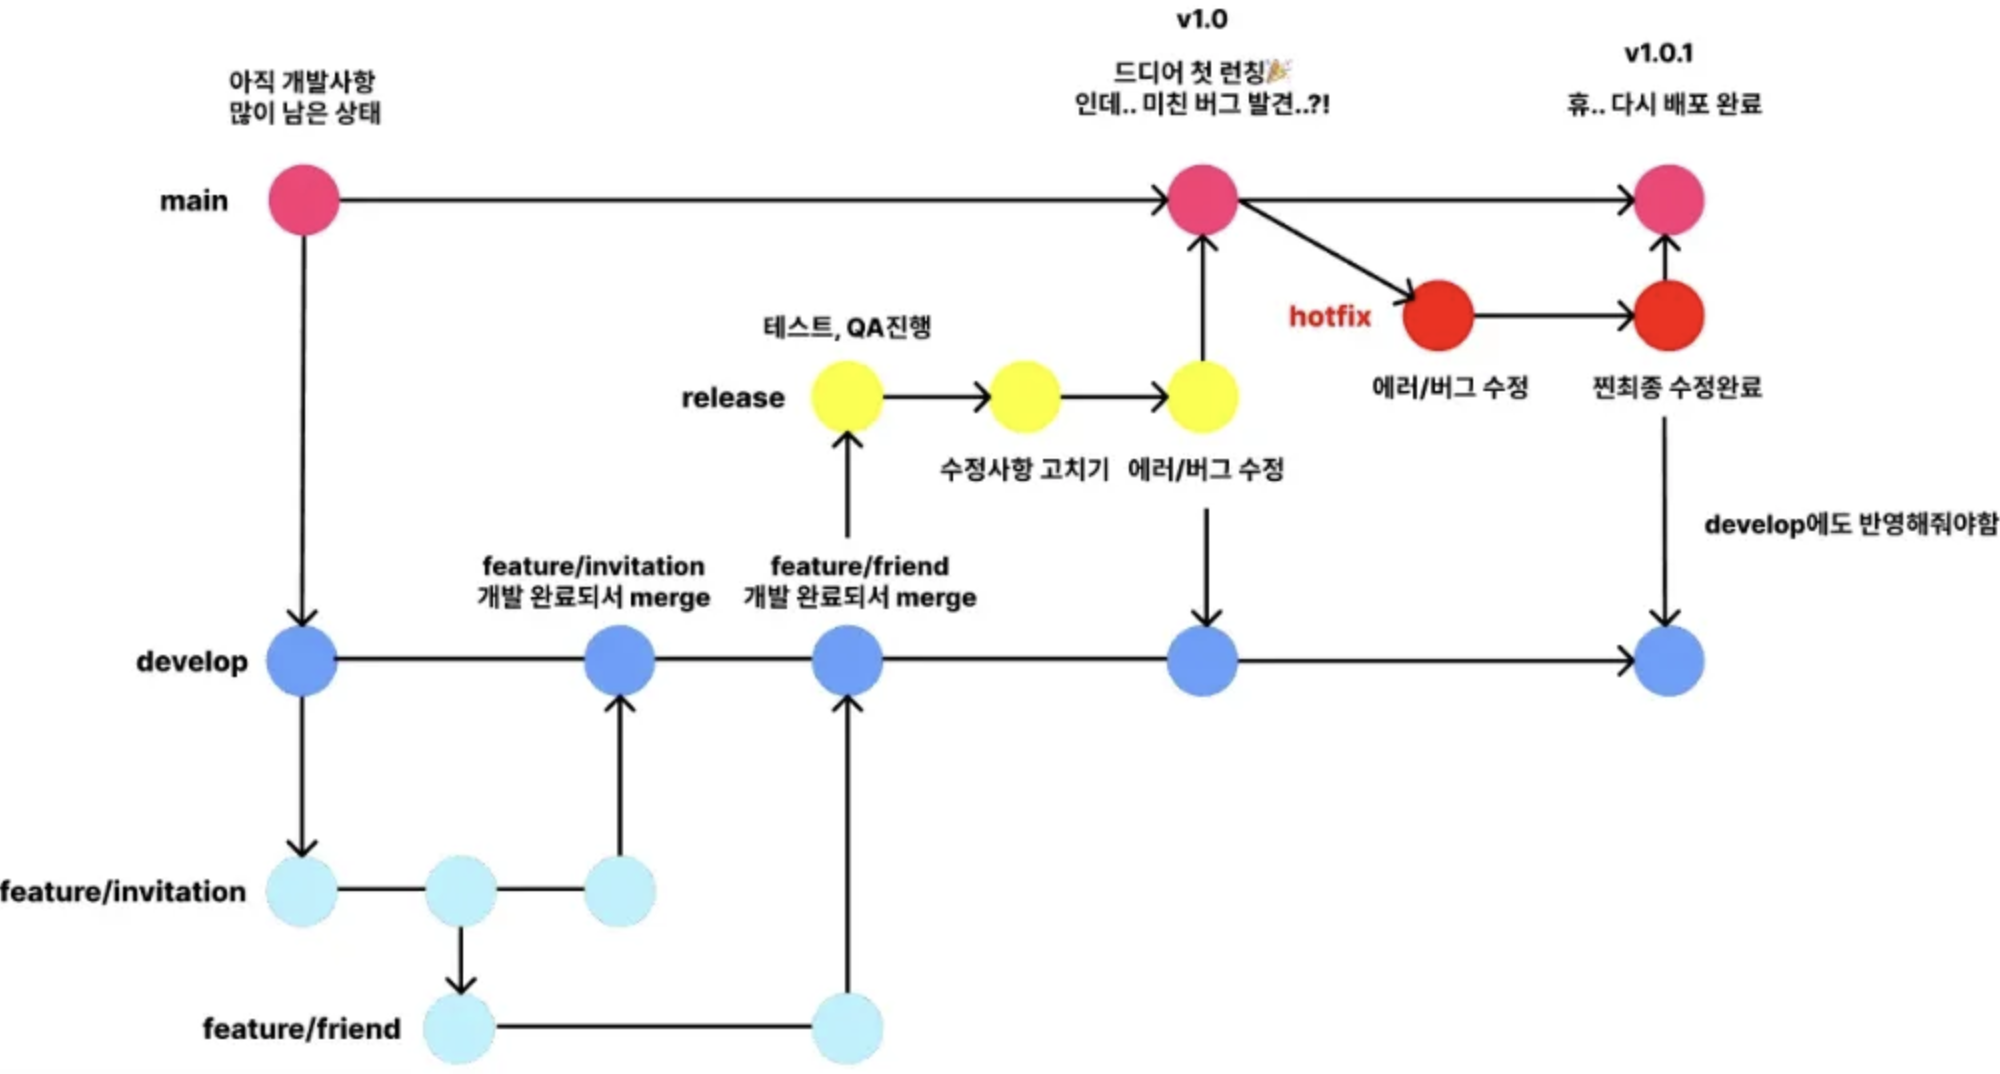 v1.0
v1.0.1
아직 개발사항
많이 남은 상태
드디어 첫 런칭🎉
인데.. 미친 버그 발견..?!
휴.. 다시 배포 완료
main
테스트, QA진행
hotfix
release
에러/버그 수정
찐최종 수정완료
수정사항 고치기
에러/버그 수정
develop에도 반영해줘야함
feature/invitation
개발 완료되서 merge
feature/friend
개발 완료되서 merge
develop
feature/invitation
feature/friend